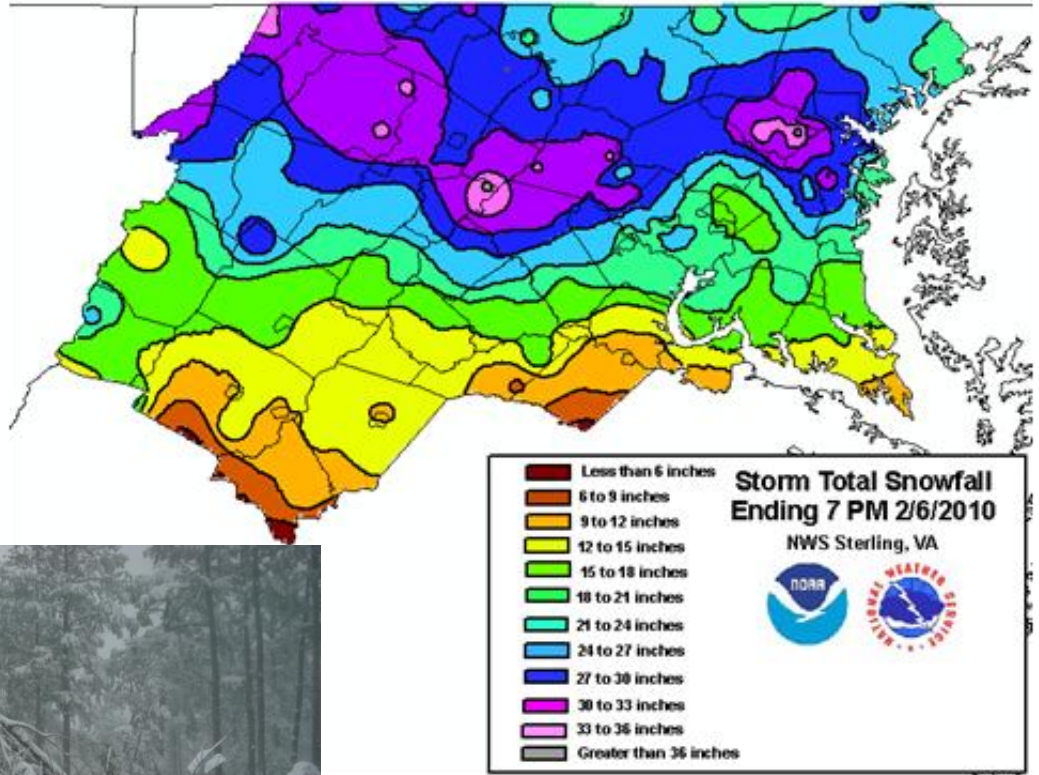 Less than 6 inches
6 to 9 inches
9 to 12 inches
12 to 15 inches
15 to 18 inches
18 to 21 inches
21 to 24 inches
24 to 27 inches
27 to 30 inches
30 to 33 inches
33 to 36 inches
Greater than 36 inches
Storm Total Snowfall
Ending 7 PM 2/6/2010
NWS Sterling, VA
NOAA
NATIONAL WEATHER SERVICE